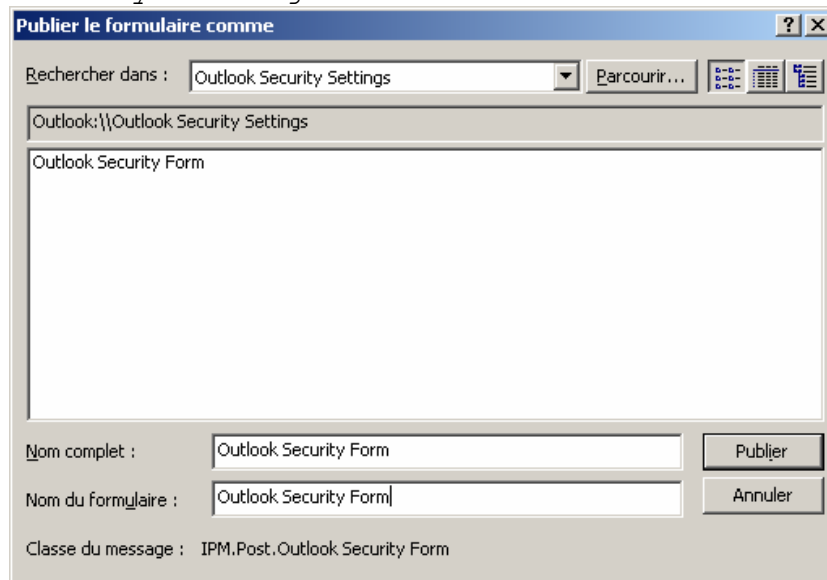 Publier le formulaire comme
Rechercher dans : Outlook Security Settings Parcourir...
Outlook:\\Outlook Security Settings
Outlook Security Form
Nom complet : Outlook Security Form Publier
Nom du formulaire : Outlook Security Form Annuler
Classe du message : IPM.Post.Outlook Security Form